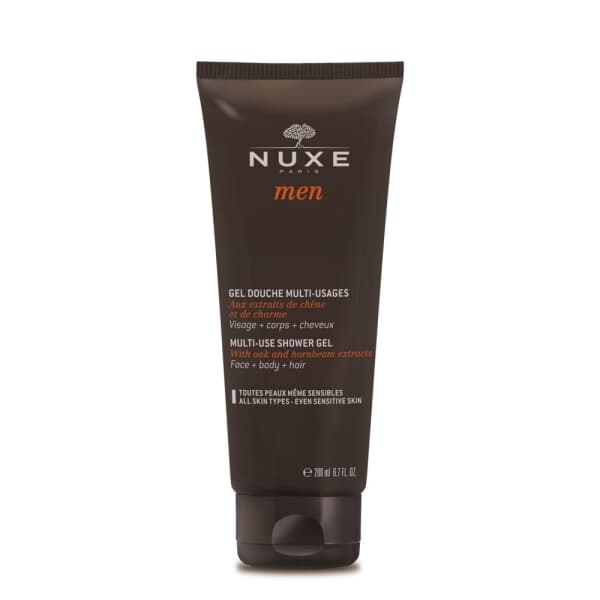 NUXE
PARIS
men
GEL DOUCHE MULTI-USAGES
Aux extraits de chêne
et de charme
Visage + corps + cheveux
MULTI-USE SHOWER GEL
With oak and hornbeam extracts
Face + body + hair
TOUTES PEAUX MÊME SENSIBLES
ALL SKIN TYPES - EVEN SENSITIVE SKIN
e 200 ml 6.7 FL. OZ.